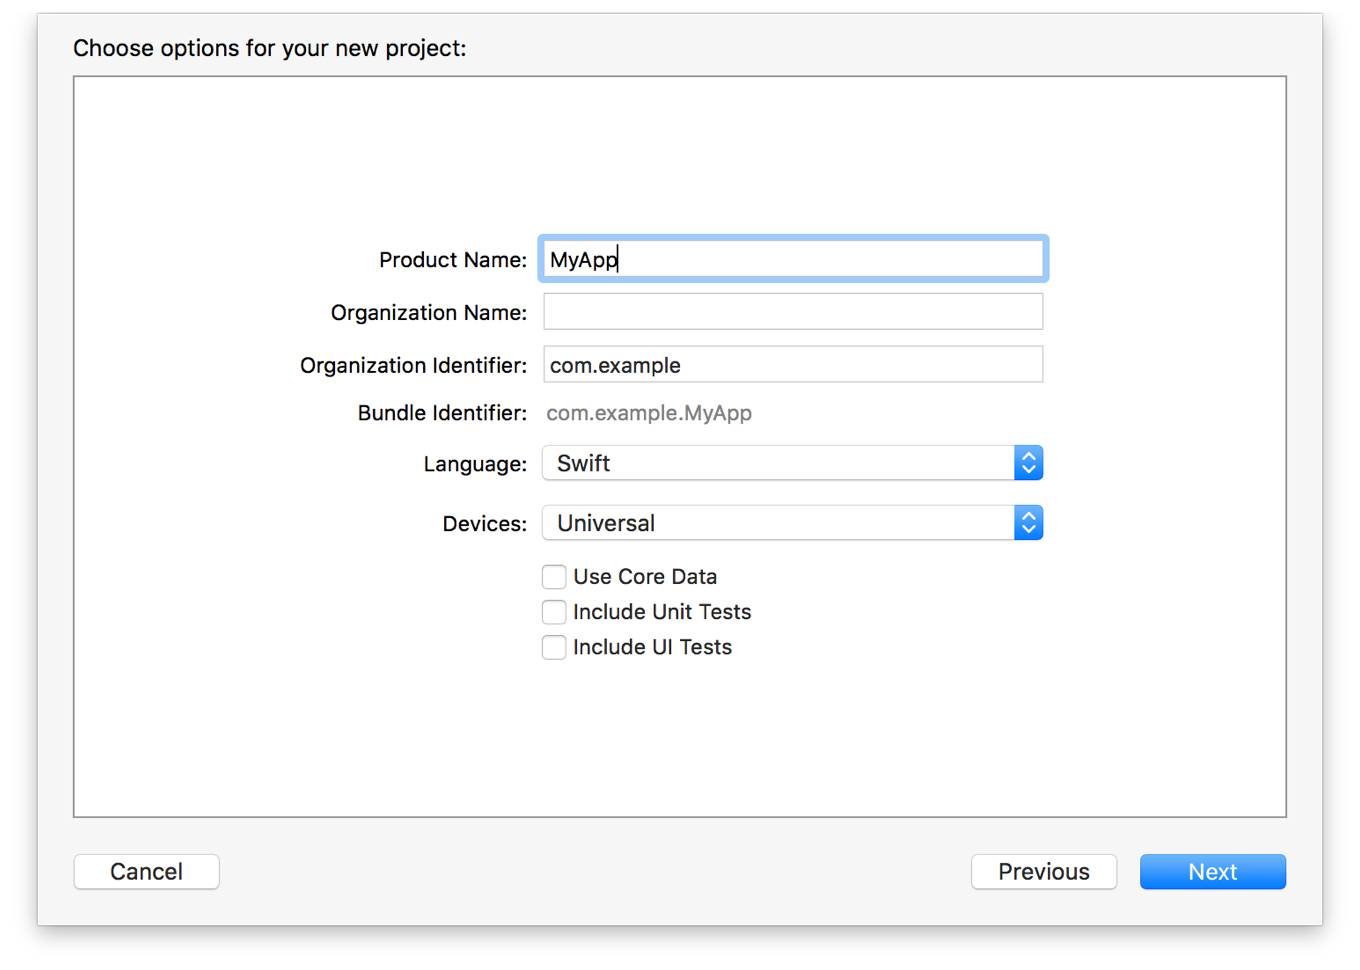 Choose options for your new project:
Product Name: MyApp
Organization Name:
Organization Identifier: com.example
Bundle Identifier: com.example.MyApp
Language: Swift
Devices: Universal
Use Core Data
Include Unit Tests
Include UI Tests
Cancel Previous Next